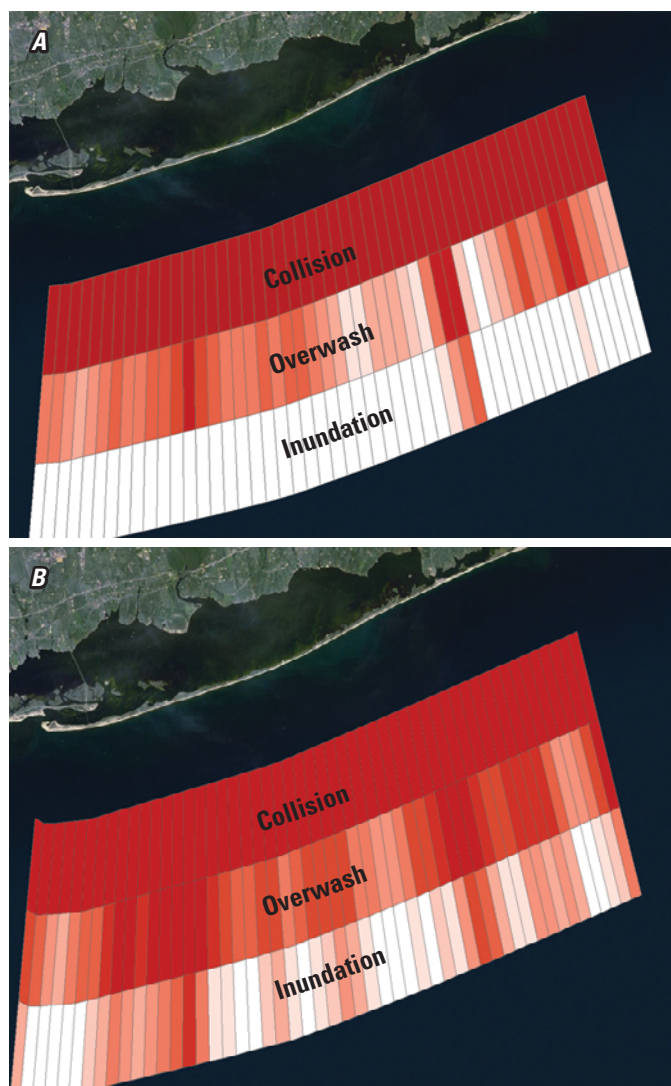 A
Collision
Overwash
Inundation
B
Collision
Overwash
Inundation